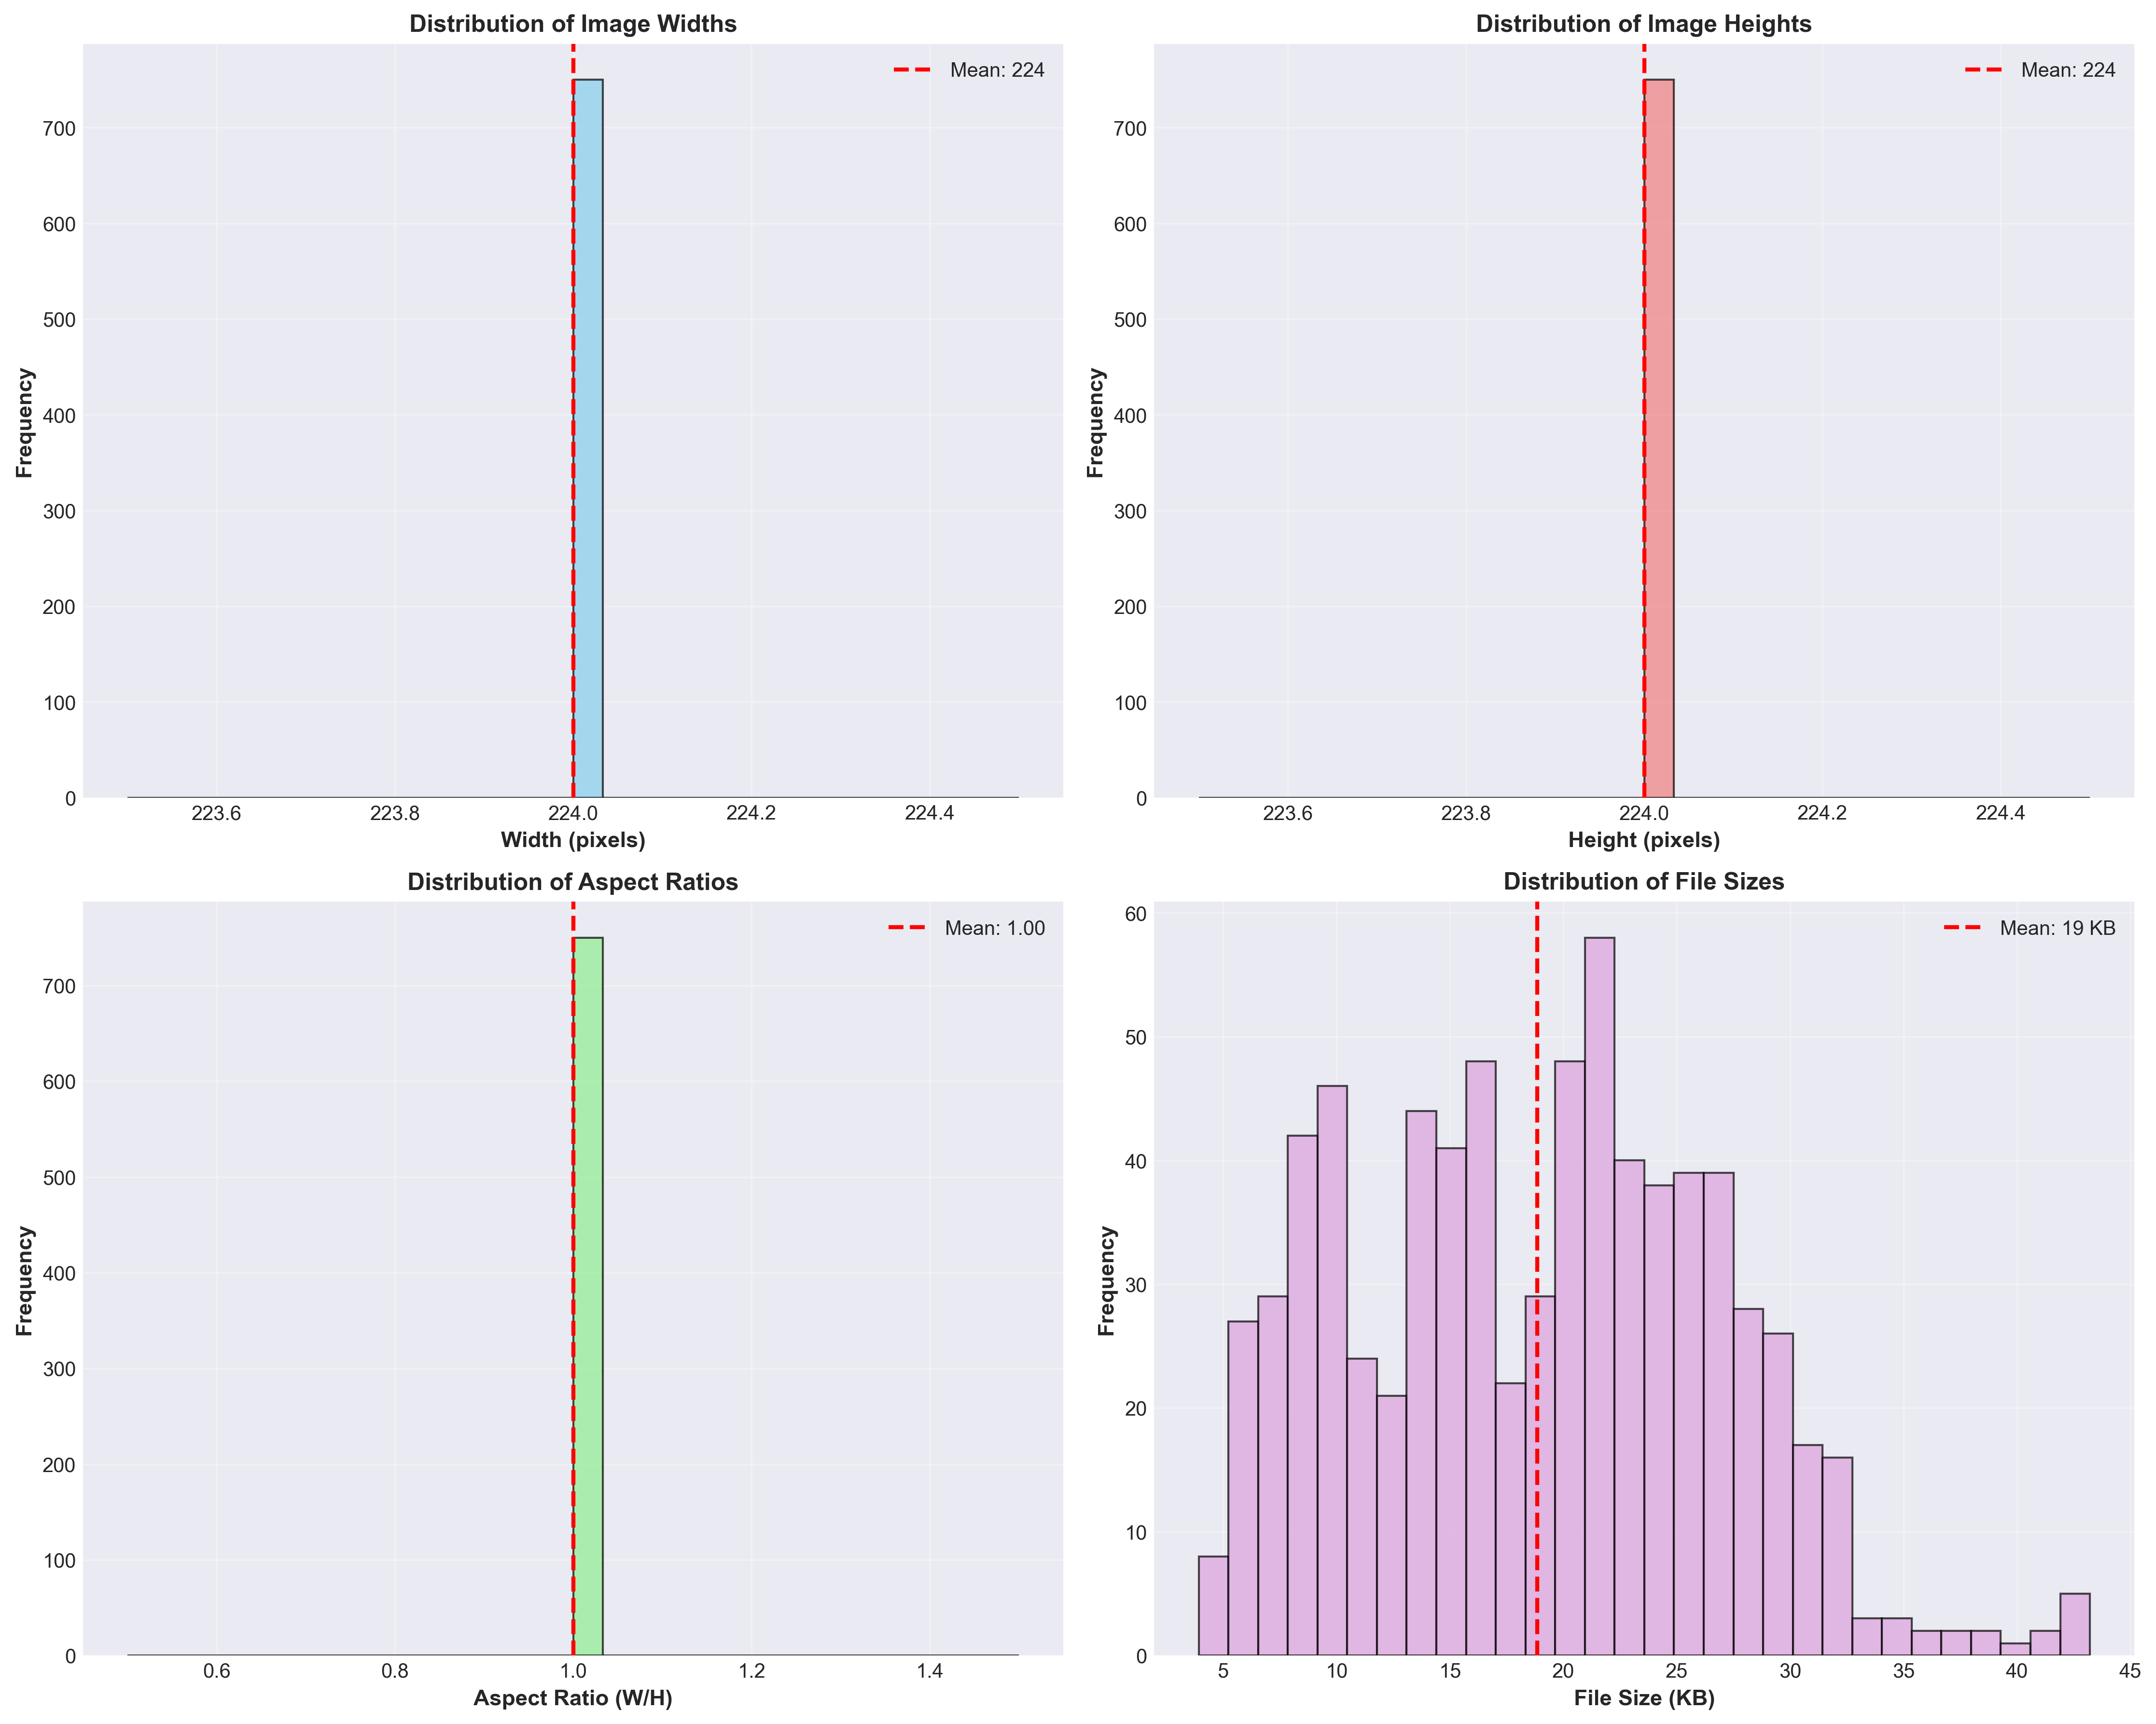 Distribution of Image Widths
Mean: 224
Frequency
700
600
500
400
300
200
100
0
223.6 223.8 224.0 224.2 224.4
Width (pixels)
Distribution of Image Heights
Mean: 224
Frequency
700
600
500
400
300
200
100
0
223.6 223.8 224.0 224.2 224.4
Height (pixels)
Distribution of Aspect Ratios
Mean: 1.00
Frequency
700
600
500
400
300
200
100
0
0.6 0.8 1.0 1.2 1.4
Aspect Ratio (W/H)
Distribution of File Sizes
Mean: 19 KB
Frequency
60
50
40
30
20
10
0
5 10 15 20 25 30 35 40 45
File Size (KB)